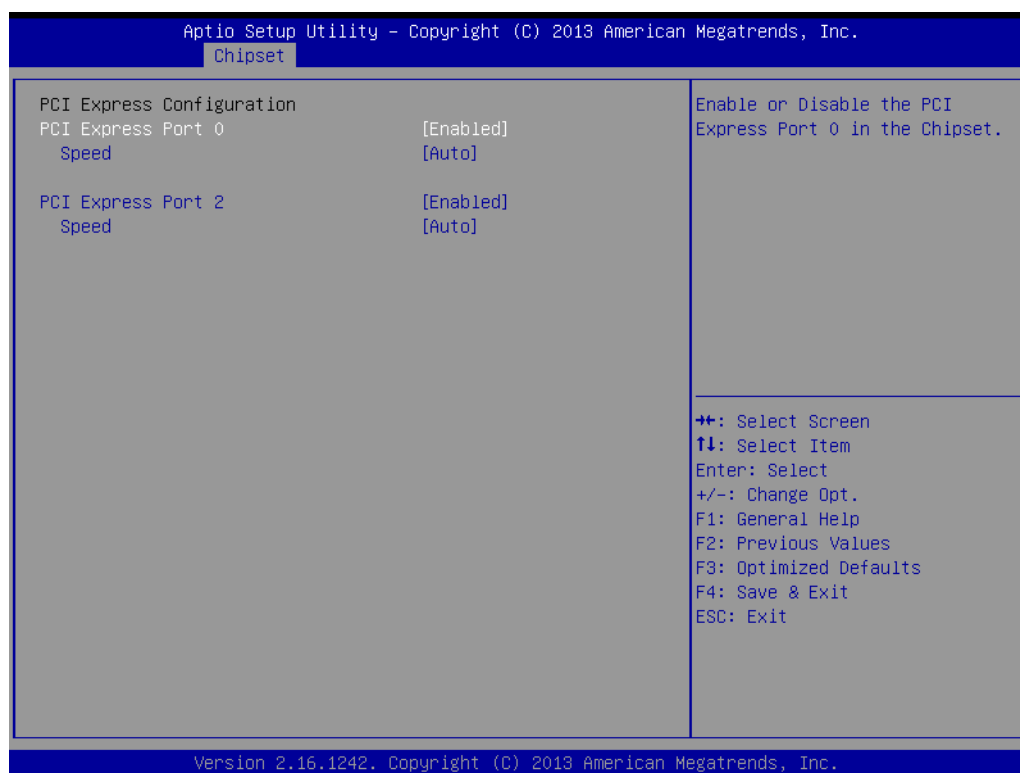 Aptio Setup Utility – Copyright (C) 2013 American Megatrends, Inc.
Chipset
PCI Express Configuration
PCI Express Port 0 [Enabled]
Speed [Auto]
PCI Express Port 2 [Enabled]
Speed [Auto]
Enable or Disable the PCI
Express Port 0 in the Chipset.
→←: Select Screen
↑↓: Select Item
Enter: Select
+/-: Change Opt.
F1: General Help
F2: Previous Values
F3: Optimized Defaults
F4: Save & Exit
ESC: Exit
Version 2.16.1242. Copyright (C) 2013 American Megatrends, Inc.